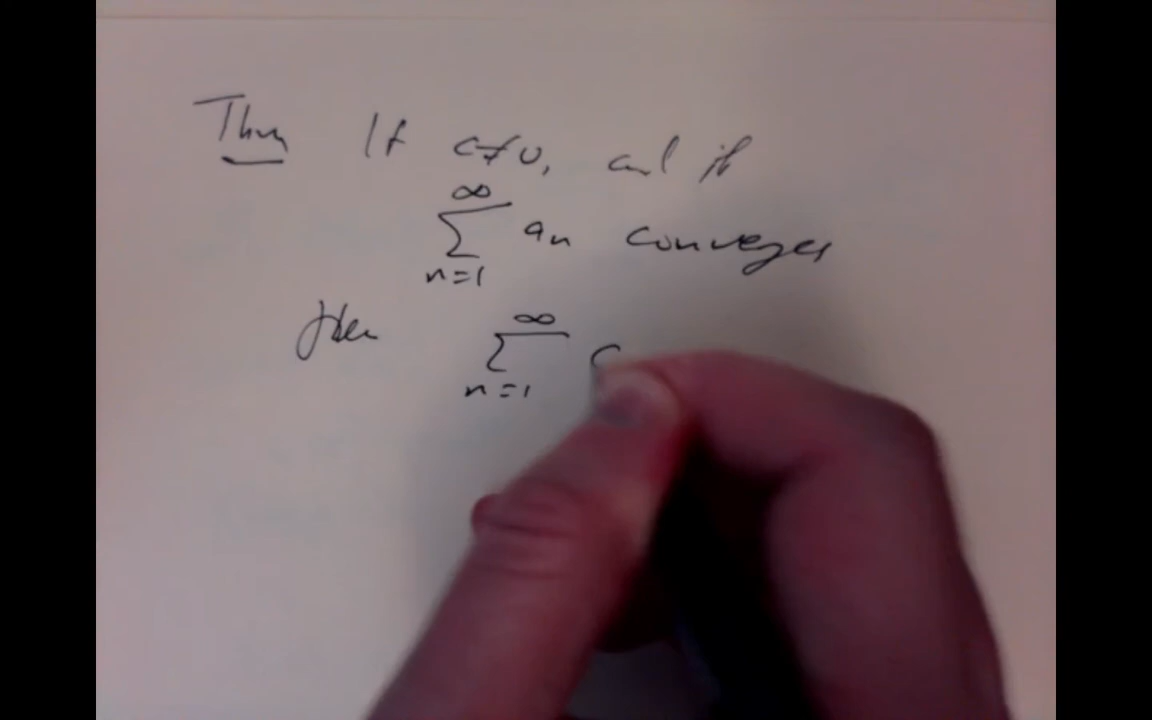 Thm If c≠0, and if
∞
∑ an converges
n=1
then ∞
∑ c
n=1